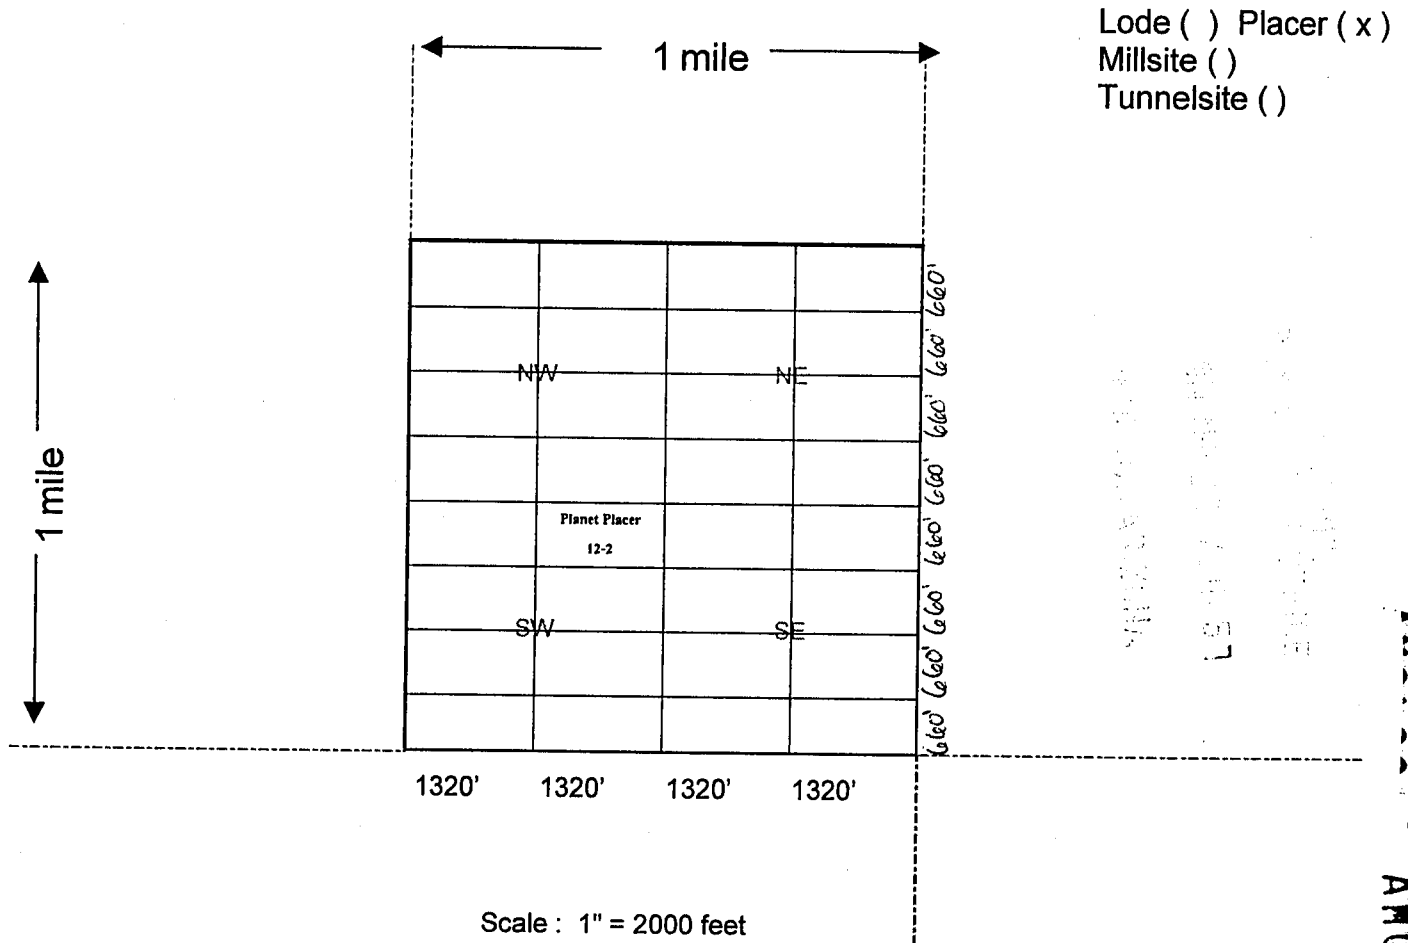 Lode ( ) Placer ( x )
Millsite ( )
Tunnelsite ( )
1 mile
1 mile
660'
660'
NW NE
660'
660'
Planet Placer
12-2
660'
660'
SW SE
660'
660'
1320' 1320' 1320' 1320'
Scale : 1" = 2000 feet